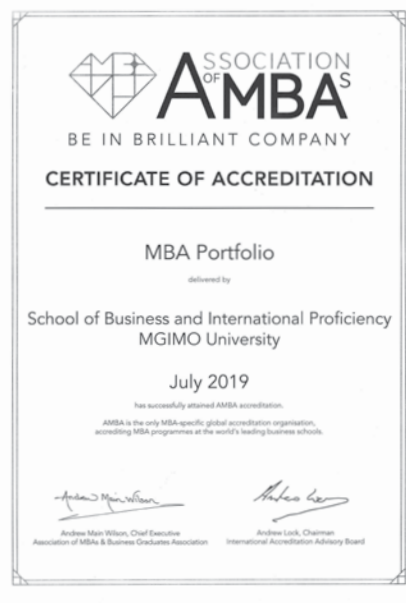 ASSOCIATION
OF AMBAS
BE IN BRILLIANT COMPANY
CERTIFICATE OF ACCREDITATION
MBA Portfolio
delivered by
School of Business and International Proficiency
MGIMO University
July 2019
has successfully attained AMBA accreditation.
AMBA is the only MBA-specific global accreditation organisation,
accrediting MBA programmes at the world's leading business schools.
Andrew Main Wilson
Andrew Main Wilson, Chief Executive
Association of MBAs & Business Graduates Association
Andrew Lock, Chairman
International Accreditation Advisory Board